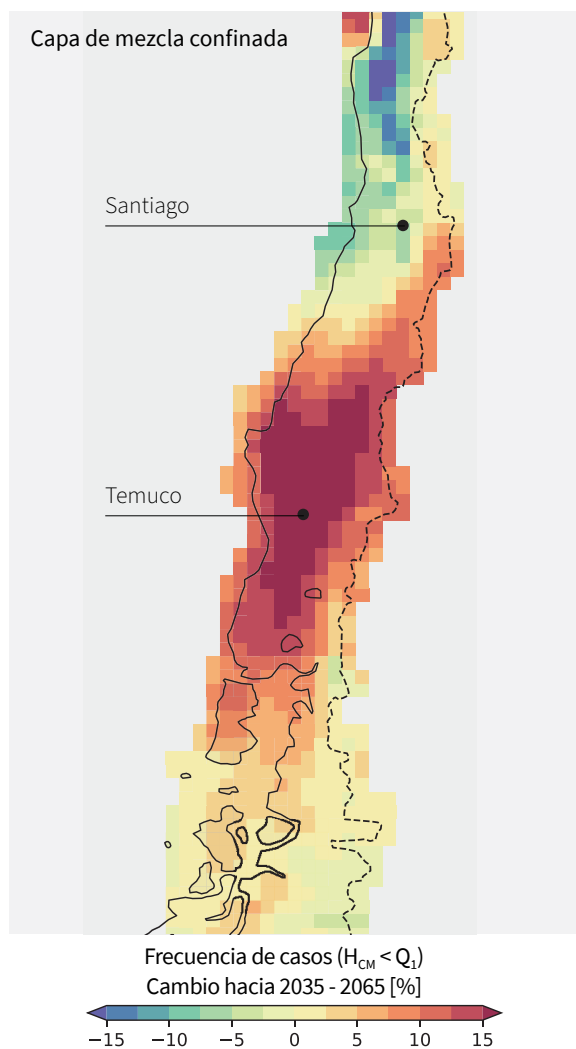 Capa de mezcla confinada
Santiago
Temuco
Frecuencia de casos (H_CM < Q_1)
Cambio hacia 2035 - 2065 [%]
−15 −10 −5 0 5 10 15